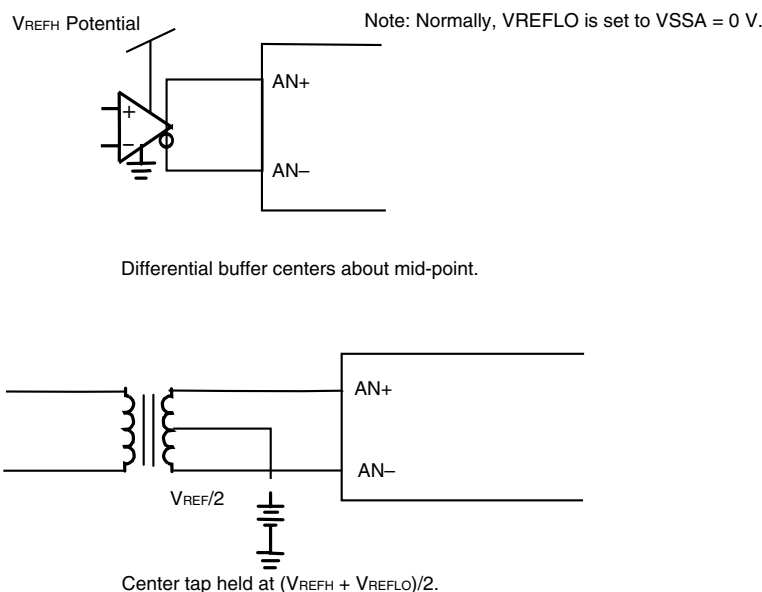 VREFH Potential
Note: Normally, VREFLO is set to VSSA = 0 V.
AN+
+
−
AN–
Differential buffer centers about mid-point.
AN+
AN–
VREF/2
Center tap held at (VREFH + VREFLO)/2.